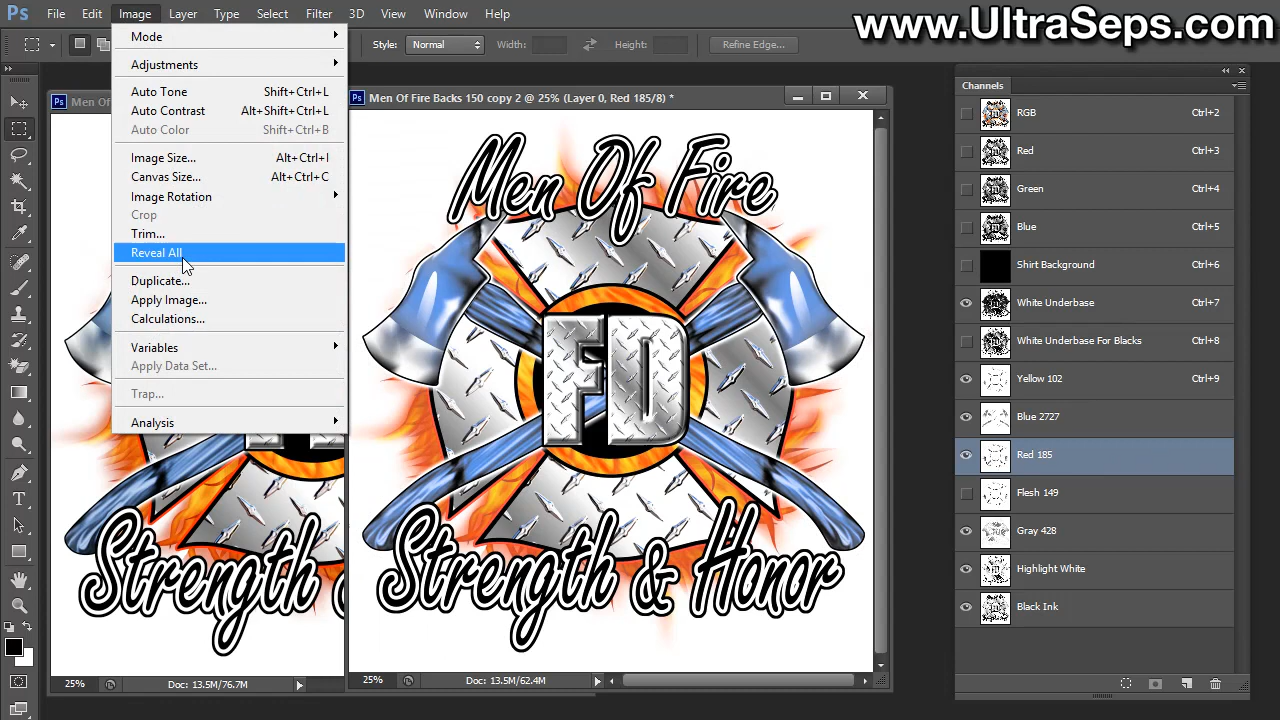 Ps File Edit Image Layer Type Select Filter 3D View Window Help
www.UltraSeps.com
Style: Normal Width: Height: Refine Edge...
Mode
Adjustments
Auto Tone Shift+Ctrl+L
Auto Contrast Alt+Shift+Ctrl+L
Auto Color Shift+Ctrl+B
Image Size... Alt+Ctrl+I
Canvas Size... Alt+Ctrl+C
Image Rotation
Crop
Trim...
Reveal All
Duplicate...
Apply Image...
Calculations...
Variables
Apply Data Set...
Trap...
Analysis
Ps Men Of
Strength &
25% Doc: 13.5M/76.7M
Ps Men Of Fire Backs 150 copy 2 @ 25% (Layer 0, Red 185/8) *
Men Of Fire
FD
Strength & Honor
25% Doc: 13.5M/62.4M
Channels
RGB Ctrl+2
Red Ctrl+3
Green Ctrl+4
Blue Ctrl+5
Shirt Background Ctrl+6
White Underbase Ctrl+7
White Underbase For Blacks Ctrl+8
Yellow 102 Ctrl+9
Blue 2727
Red 185
Flesh 149
Gray 428
Highlight White
Black Ink